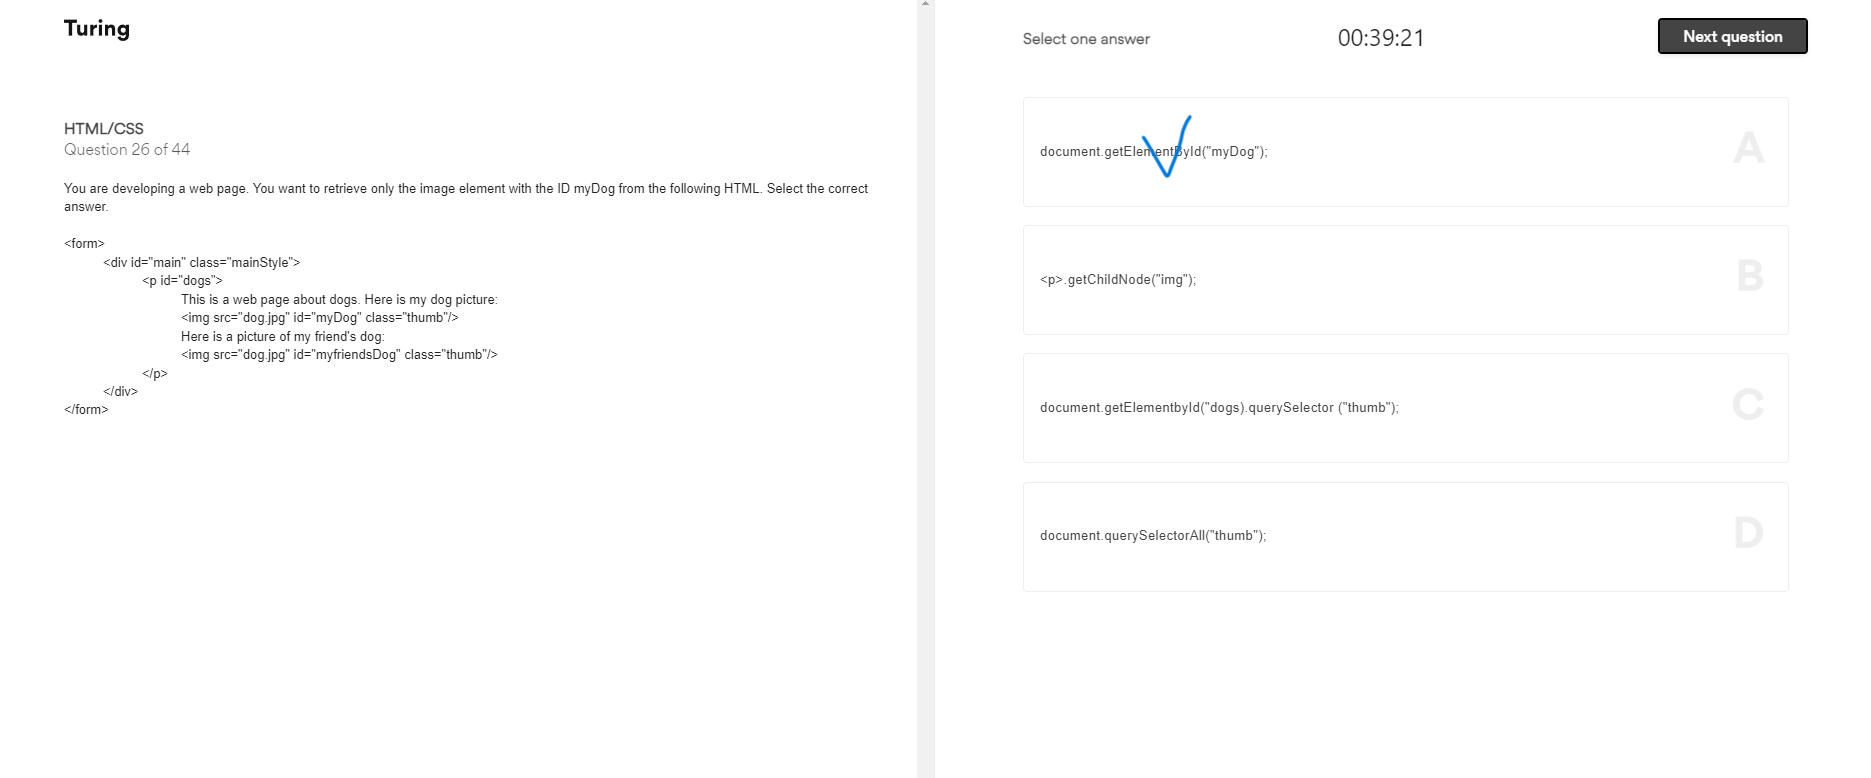 Turing
HTML/CSS
Question 26 of 44
You are developing a web page. You want to retrieve only the image element with the ID myDog from the following HTML. Select the correct
answer.
<form>
<div id="main" class="mainStyle">
<p id="dogs">
This is a web page about dogs. Here is my dog picture:
<img src="dog.jpg" id="myDog" class="thumb"/>
Here is a picture of my friend's dog:
<img src="dog.jpg" id="myfriendsDog" class="thumb"/>
</p>
</div>
</form>
Select one answer
00:39:21
Next question
document.getElementById("myDog");
A
<p>.getChildNode("img");
B
document.getElementbyId("dogs).querySelector ("thumb");
C
document.querySelectorAll("thumb");
D